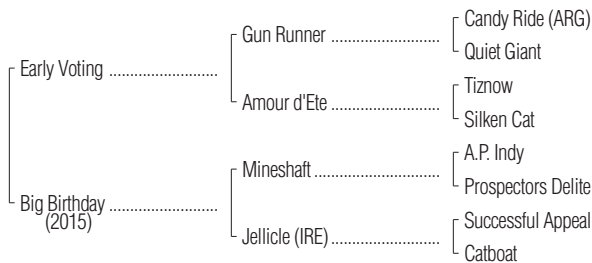 Candy Ride (ARG)
Gun Runner ..........................
Quiet Giant
Early Voting ..........................
Tiznow
Amour d'Ete ..........................
Silken Cat
A.P. Indy
Mineshaft ..........................
Prospectors Delite
Big Birthday ..........................
(2015)
Successful Appeal
Jellicle (IRE) ..........................
Catboat